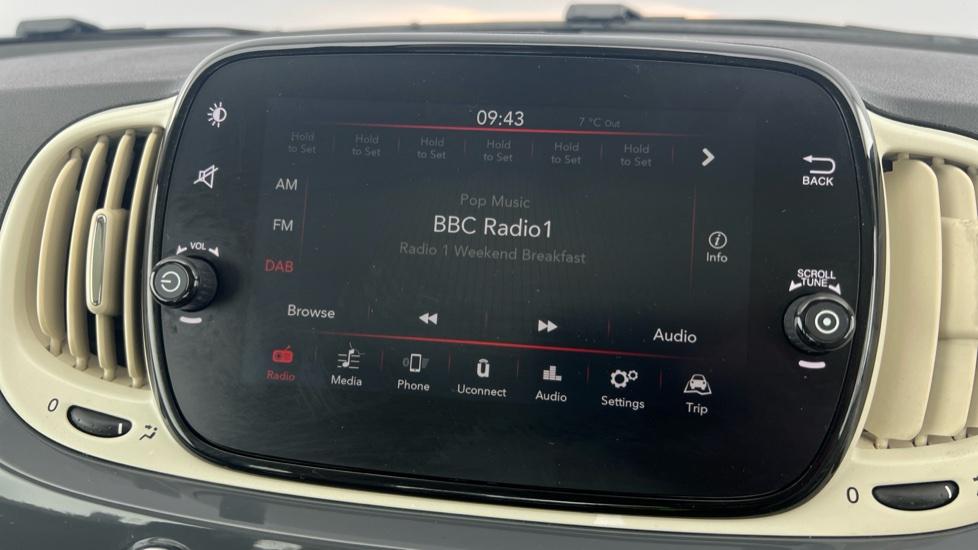 09:43
7 °C Out
Hold to Set
Hold to Set
Hold to Set
Hold to Set
Hold to Set
Hold to Set
AM
FM
DAB
Pop Music
BBC Radio1
Radio 1 Weekend Breakfast
Info
Browse
Audio
Radio
Media
Phone
Uconnect
Audio
Settings
Trip
VOL
BACK
SCROLL
TUNE
0
0